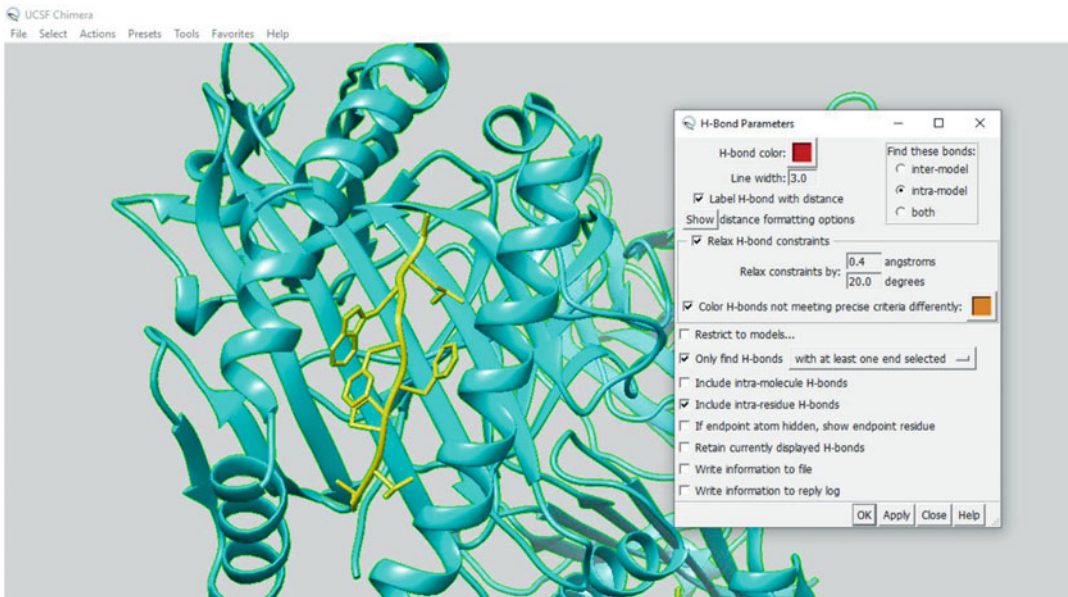 UCSF Chimera
File Select Actions Presets Tools Favorites Help
H-Bond Parameters
H-bond color:
Line width: 3.0
Label H-bond with distance
Show distance formatting options
Find these bonds:
inter-model
intra-model
both
Relax H-bond constraints
Relax constraints by:
0.4 angstroms
20.0 degrees
Color H-bonds not meeting precise criteria differently:
Restrict to models...
Only find H-bonds with at least one end selected
Include intra-molecule H-bonds
Include intra-residue H-bonds
If endpoint atom hidden, show endpoint residue
Retain currently displayed H-bonds
Write information to file
Write information to reply log
OK Apply Close Help